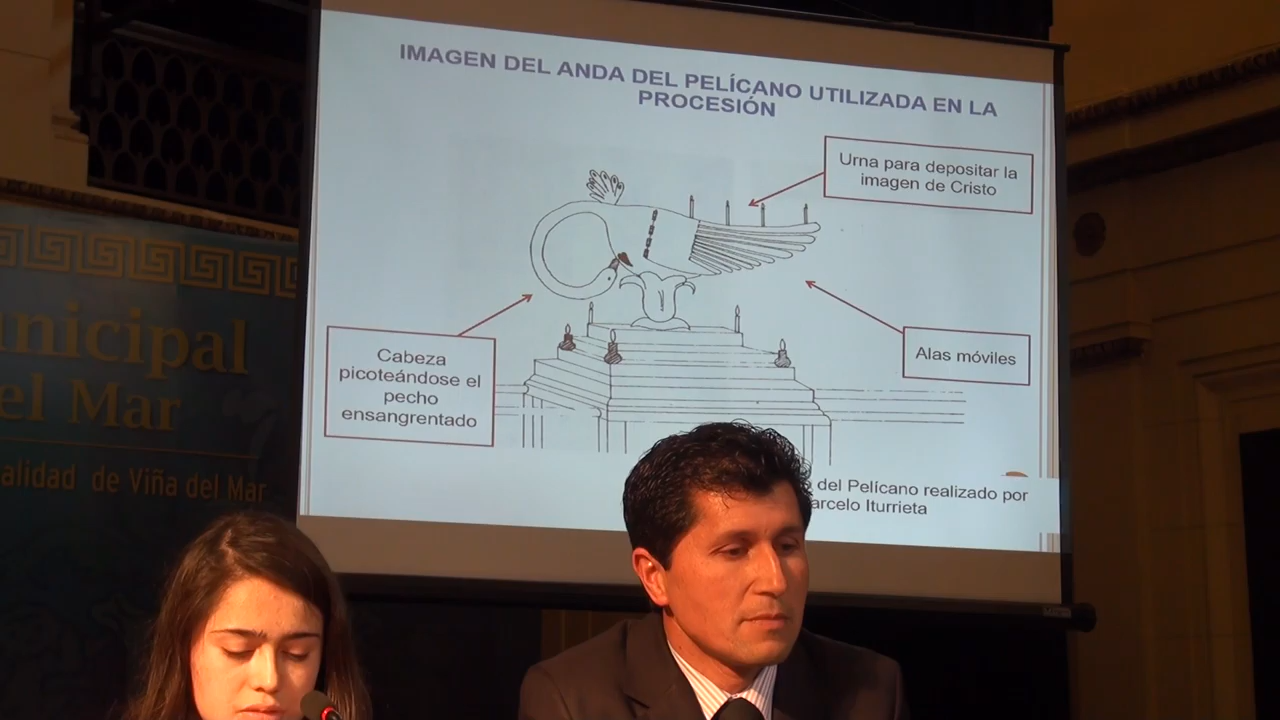 IMAGEN DEL ANDA DEL PELÍCANO UTILIZADA EN LA
PROCESIÓN
Urna para depositar la
imagen de Cristo
Alas móviles
Cabeza
picoteándose el
pecho
ensangrentado
del Pelícano realizado por
arcelo Iturrieta
unicipal
el Mar
alidad de Viña del Mar